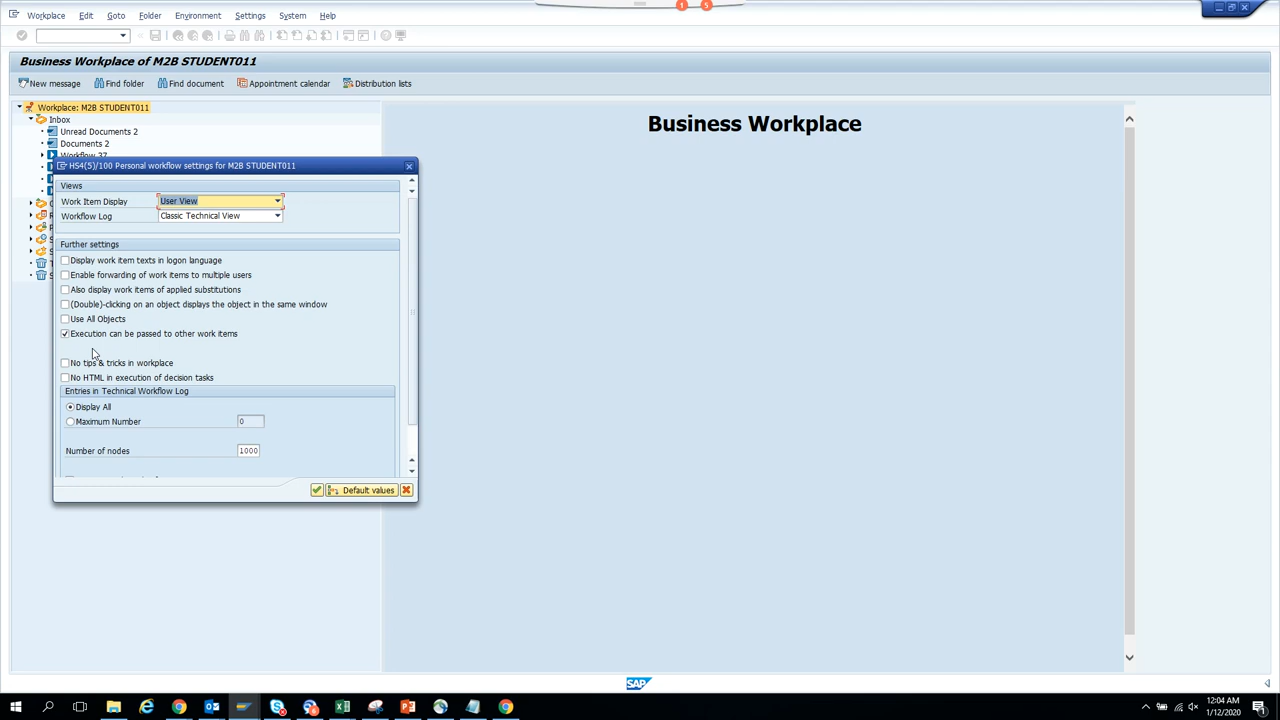 Workplace Edit Goto Folder Environment Settings System Help
1 5
Business Workplace of M2B STUDENT011
New message Find folder Find document Appointment calendar Distribution lists
Workplace: M2B STUDENT011
Inbox
Unread Documents 2
Documents 2
Workflow 37
Business Workplace
HS4(5)/100 Personal workflow settings for M2B STUDENT011
Views
Work Item Display User View
Workflow Log Classic Technical View
Further settings
Display work item texts in logon language
Enable forwarding of work items to multiple users
Also display work items of applied substitutions
(Double)-clicking on an object displays the object in the same window
Use All Objects
Execution can be passed to other work items
No tips & tricks in workplace
No HTML in execution of decision tasks
Entries in Technical Workflow Log
Display All
Maximum Number 0
Number of nodes 1000
Default values
SAP
12:04 AM
1/12/2020